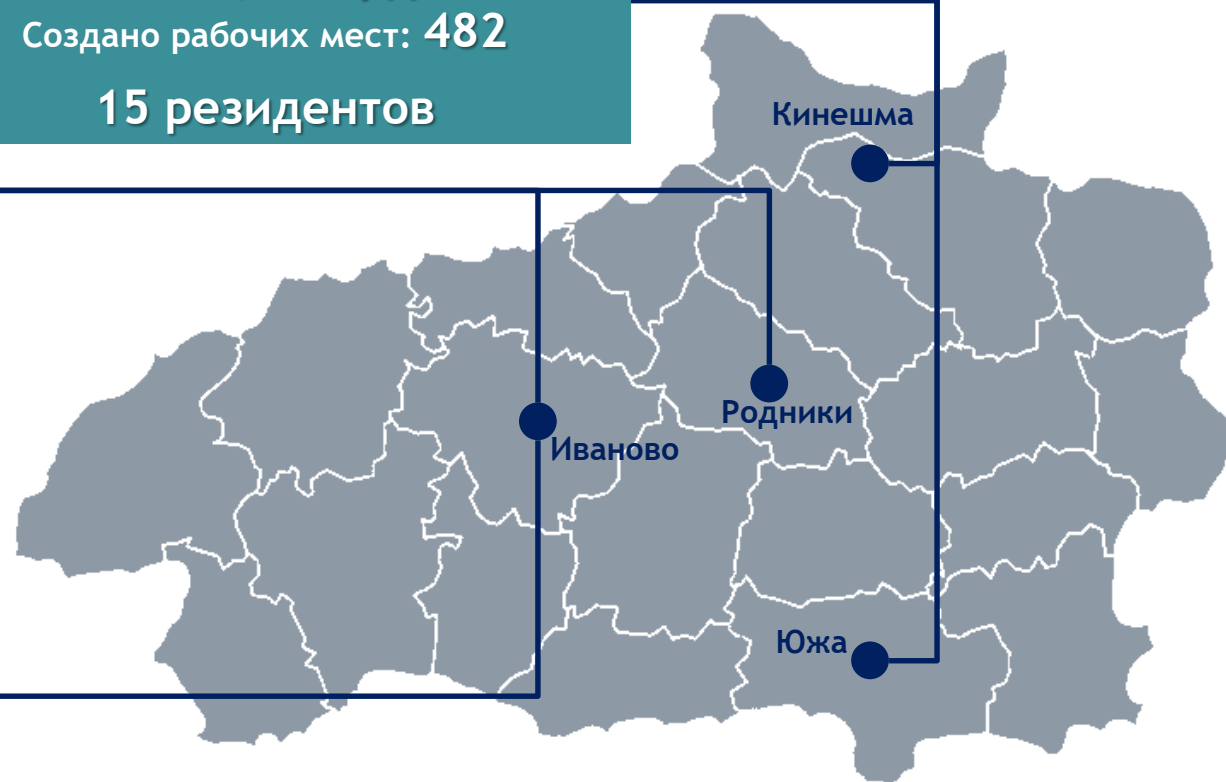 Создано рабочих мест: 482
15 резидентов
Кинешма
Родники
Иваново
Южа